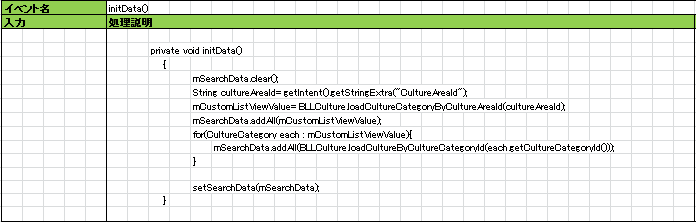 イベント名 initData()
入力 処理説明
private void initData()
{
mSearchData.clear();
String cultureAreaId= getIntent().getStringExtra("CultureAreaId");
mCustomListViewValue= BLLCulture.loadCultureCategoryByCultureAreaId(cultureAreaId);
mSearchData.addAll(mCustomListViewValue);
for(CultureCategory each : mCustomListViewValue){
mSearchData.addAll(BLLCulture.loadCultureByCultureCategoryId(each.getCultureCategoryId()));
}
setSearchData(mSearchData);
}